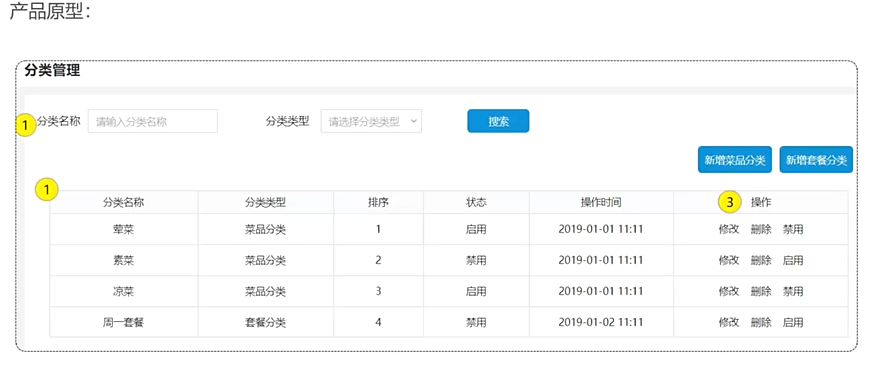 产品原型：
分类管理
1 分类名称 请输入分类名称 分类类型 请选择分类类型 搜索
新增菜品分类 新增套餐分类
1 分类名称 分类类型 排序 状态 操作时间 3 操作
荤菜 菜品分类 1 启用 2019-01-01 11:11 修改 删除 禁用
素菜 菜品分类 2 禁用 2019-01-01 11:11 修改 删除 启用
凉菜 菜品分类 3 启用 2019-01-01 11:11 修改 删除 禁用
周一套餐 套餐分类 4 禁用 2019-01-02 11:11 修改 删除 启用